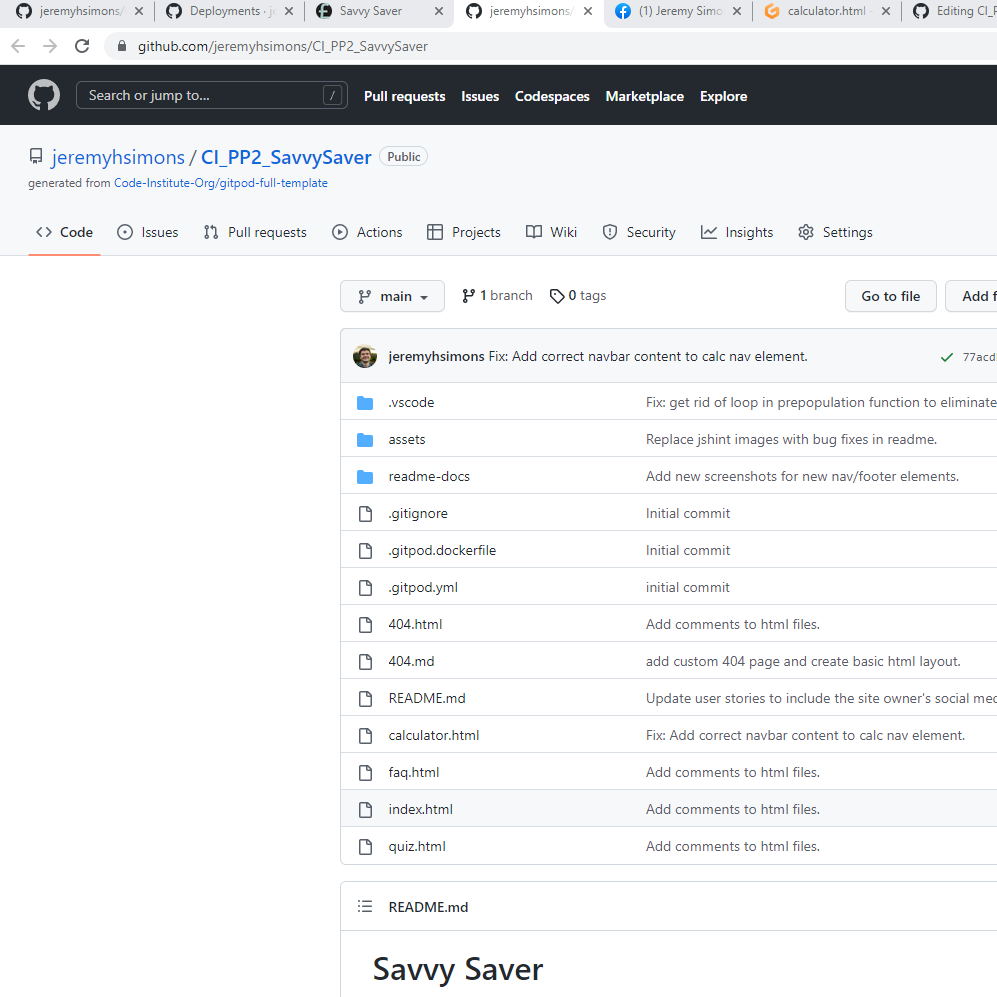 jeremyhsimons/ Deployments · j Savvy Saver jeremyhsimons/ (1) Jeremy Simo calculator.html - Editing CI_P
github.com/jeremyhsimons/CI_PP2_SavvySaver
Search or jump to... / Pull requests Issues Codespaces Marketplace Explore
jeremyhsimons / CI_PP2_SavvySaver Public
generated from Code-Institute-Org/gitpod-full-template
Code Issues Pull requests Actions Projects Wiki Security Insights Settings
main 1 branch 0 tags Go to file Add f
jeremyhsimons Fix: Add correct navbar content to calc nav element. 77acd
.vscode Fix: get rid of loop in prepopulation function to eliminate
assets Replace jshint images with bug fixes in readme.
readme-docs Add new screenshots for new nav/footer elements.
.gitignore Initial commit
.gitpod.dockerfile Initial commit
.gitpod.yml initial commit
404.html Add comments to html files.
404.md add custom 404 page and create basic html layout.
README.md Update user stories to include the site owner's social med
calculator.html Fix: Add correct navbar content to calc nav element.
faq.html Add comments to html files.
index.html Add comments to html files.
quiz.html Add comments to html files.
README.md
Savvy Saver